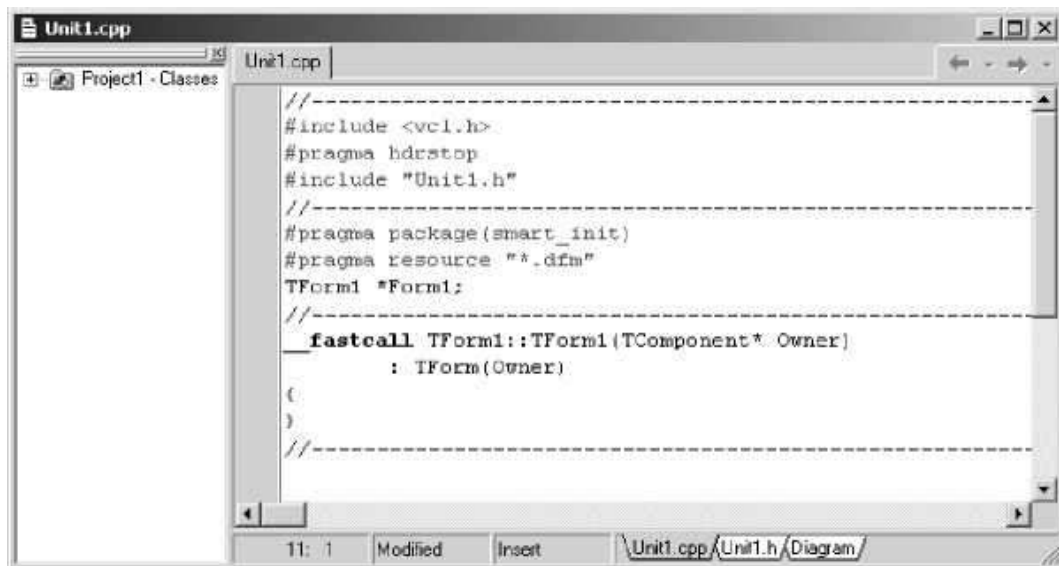 Unit1.cpp
Project1 - Classes
Unit1.cpp
//------------------------------------------------------------
#include <vcl.h>
#pragma hdrstop
#include "Unit1.h"
//------------------------------------------------------------
#pragma package(smart_init)
#pragma resource "*.dfm"
TForm1 *Form1;
//------------------------------------------------------------
__fastcall TForm1::TForm1(TComponent* Owner)
: TForm(Owner)
{
}
//------------------------------------------------------------
11: 1 Modified Insert Unit1.cpp Unit1.h Diagram